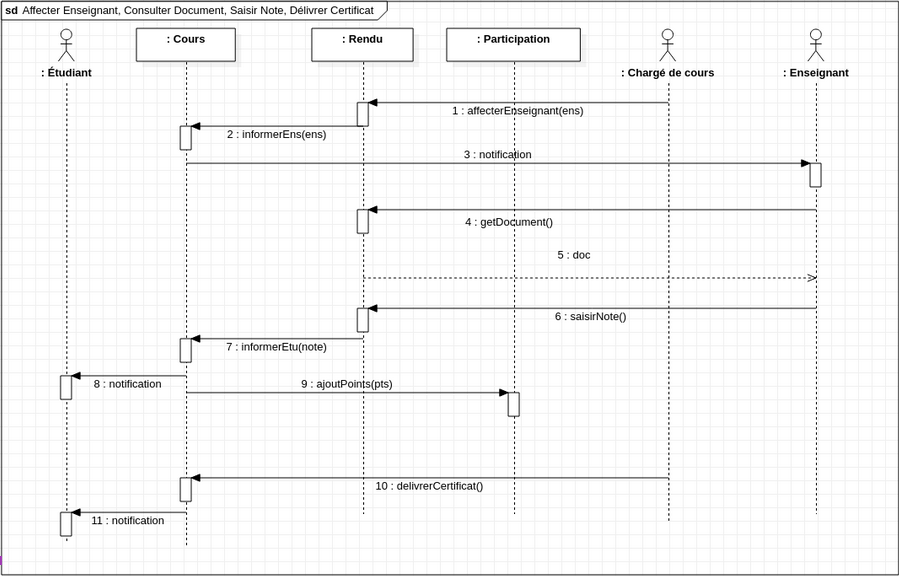 sd Affecter Enseignant, Consulter Document, Saisir Note, Délivrer Certificat
: Étudiant
: Cours
: Rendu
: Participation
: Chargé de cours
: Enseignant
1 : affecterEnseignant(ens)
2 : informerEns(ens)
3 : notification
4 : getDocument()
5 : doc
6 : saisirNote()
7 : informerEtu(note)
8 : notification
9 : ajoutPoints(pts)
10 : delivrerCertificat()
11 : notification